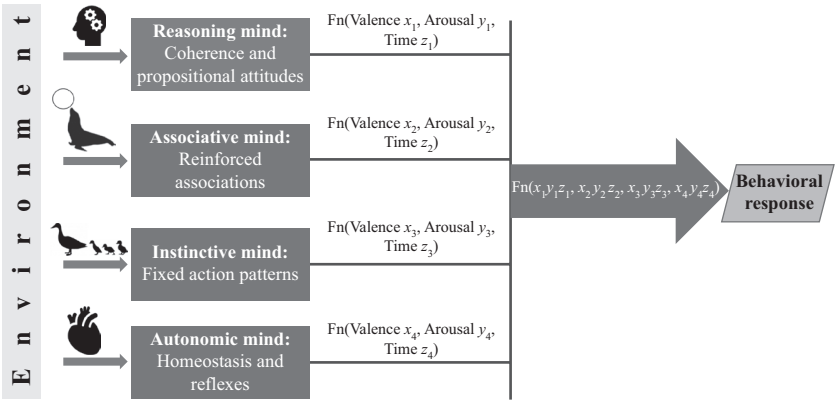 Environment
Reasoning mind:
Coherence and
propositional attitudes
Fn(Valence x₁, Arousal y₁,
Time z₁)
Associative mind:
Reinforced
associations
Fn(Valence x₂, Arousal y₂,
Time z₂)
Instinctive mind:
Fixed action patterns
Fn(Valence x₃, Arousal y₃,
Time z₃)
Autonomic mind:
Homeostasis and
reflexes
Fn(Valence x₄, Arousal y₄,
Time z₄)
Fn(x₁y₁z₁, x₂y₂z₂, x₃y₃z₃, x₄y₄z₄)
Behavioral
response